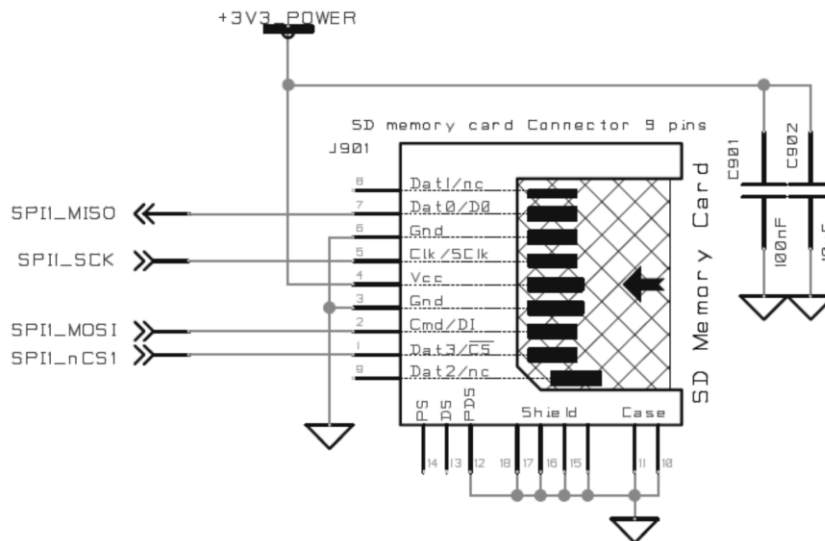 +3V3_POWER
SD memory card Connector 9 pins
J901
C901
C902
8 Dat1/nc
SPI1_MISO 7 Dat0/D0
6 Gnd
SPI1_SCK 5 Clk/SClk
4 Vcc
3 Gnd
SPI1_MOSI 2 Cmd/DI
SPI1_nCS1 1 Dat3/CS
9 Dat2/nc
SD Memory Card
100nF
PS DS PDS Shield Case
14 13 12 18 17 16 15 11 10